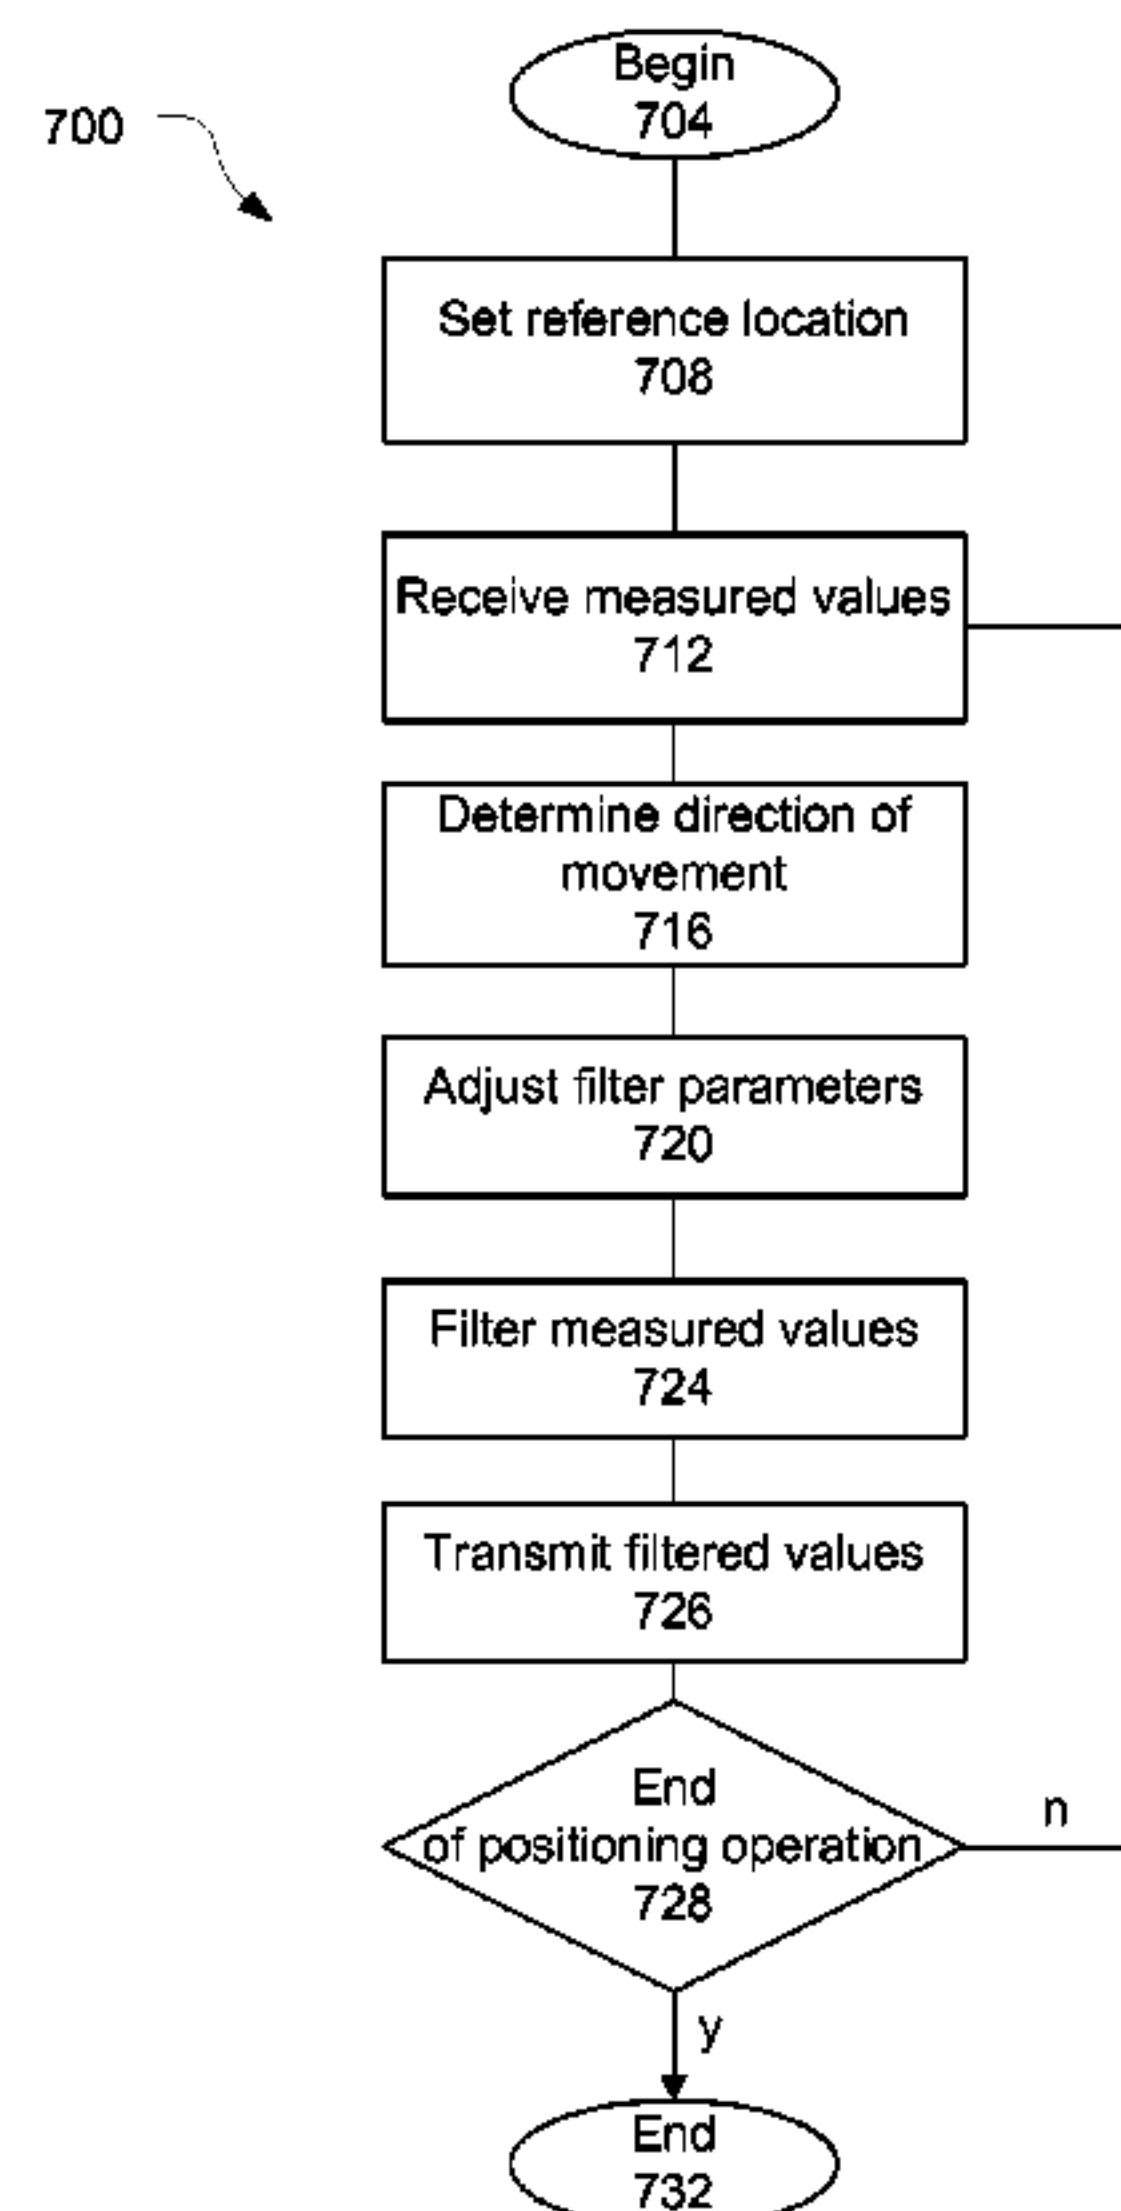 Begin
704
700
Set reference location
708
Receive measured values
712
Determine direction of
movement
716
Adjust filter parameters
720
Filter measured values
724
Transmit filtered values
726
End
of positioning operation
728
n
y
End
732